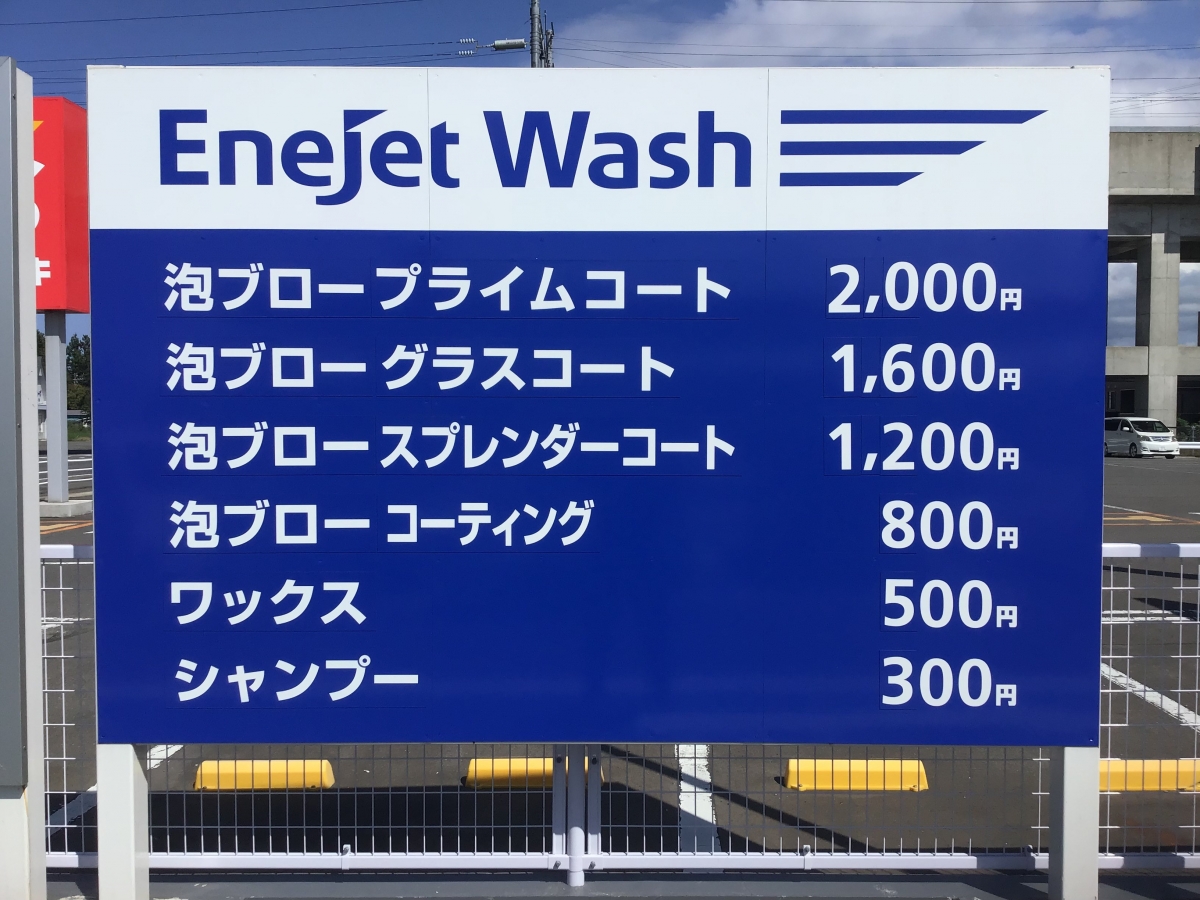 EneJet Wash
泡ブロープライムコート 2,000円
泡ブロー グラスコート 1,600円
泡ブロー スプレンダーコート 1,200円
泡ブロー コーティング 800円
ワックス 500円
シャンプー 300円
キ